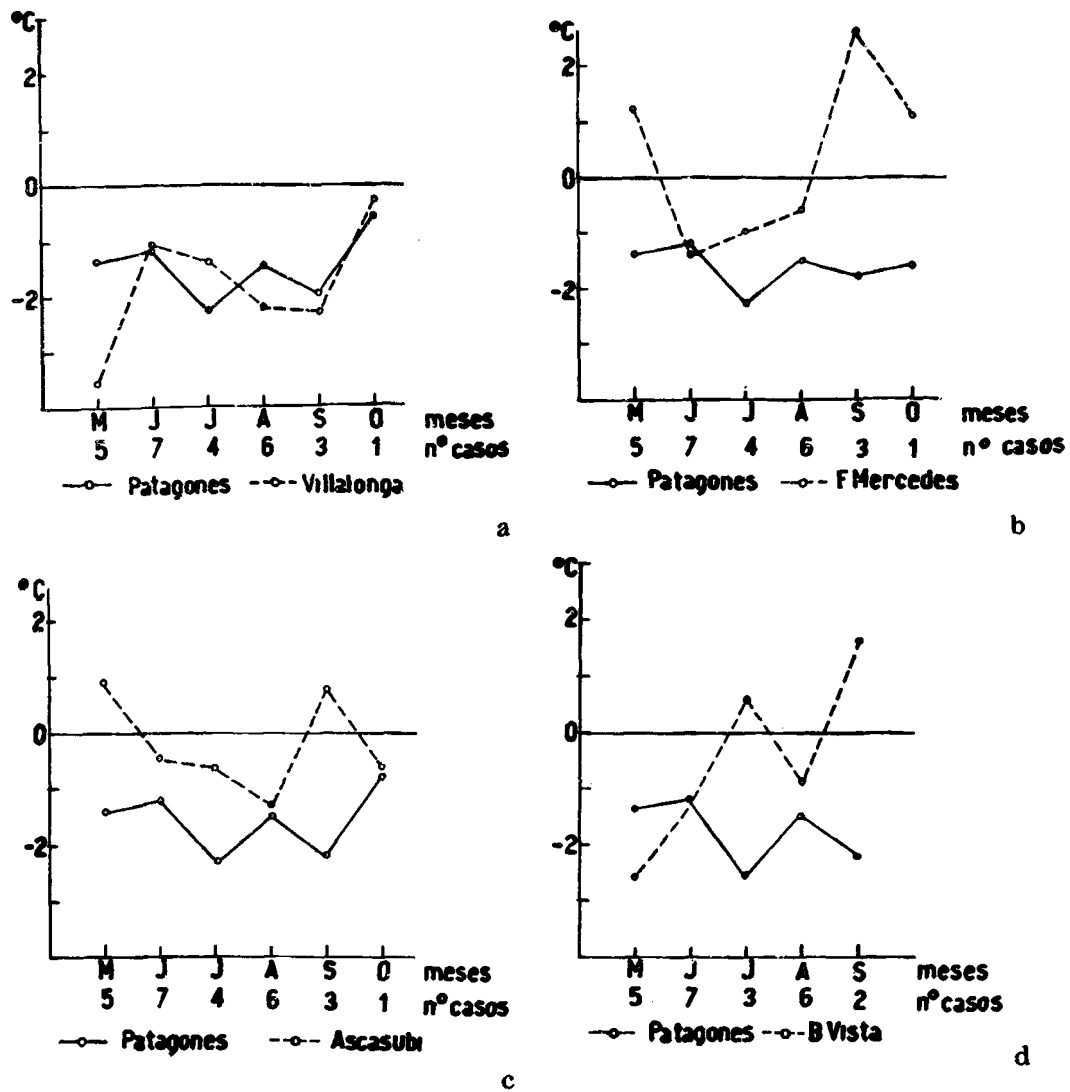 °C
2
0
-2
M J J A S O meses
5 7 4 6 3 1 nº casos
Patagones Villalonga
a
°C
2
0
-2
M J J A S O meses
5 7 4 6 3 1 nº casos
Patagones F Mercedes
b
°C
2
0
-2
M J J A S O meses
5 7 4 6 3 1 nº casos
Patagones Ascasubi
c
°C
2
0
-2
M J J A S meses
5 7 3 6 2 nº casos
Patagones B Vista
d